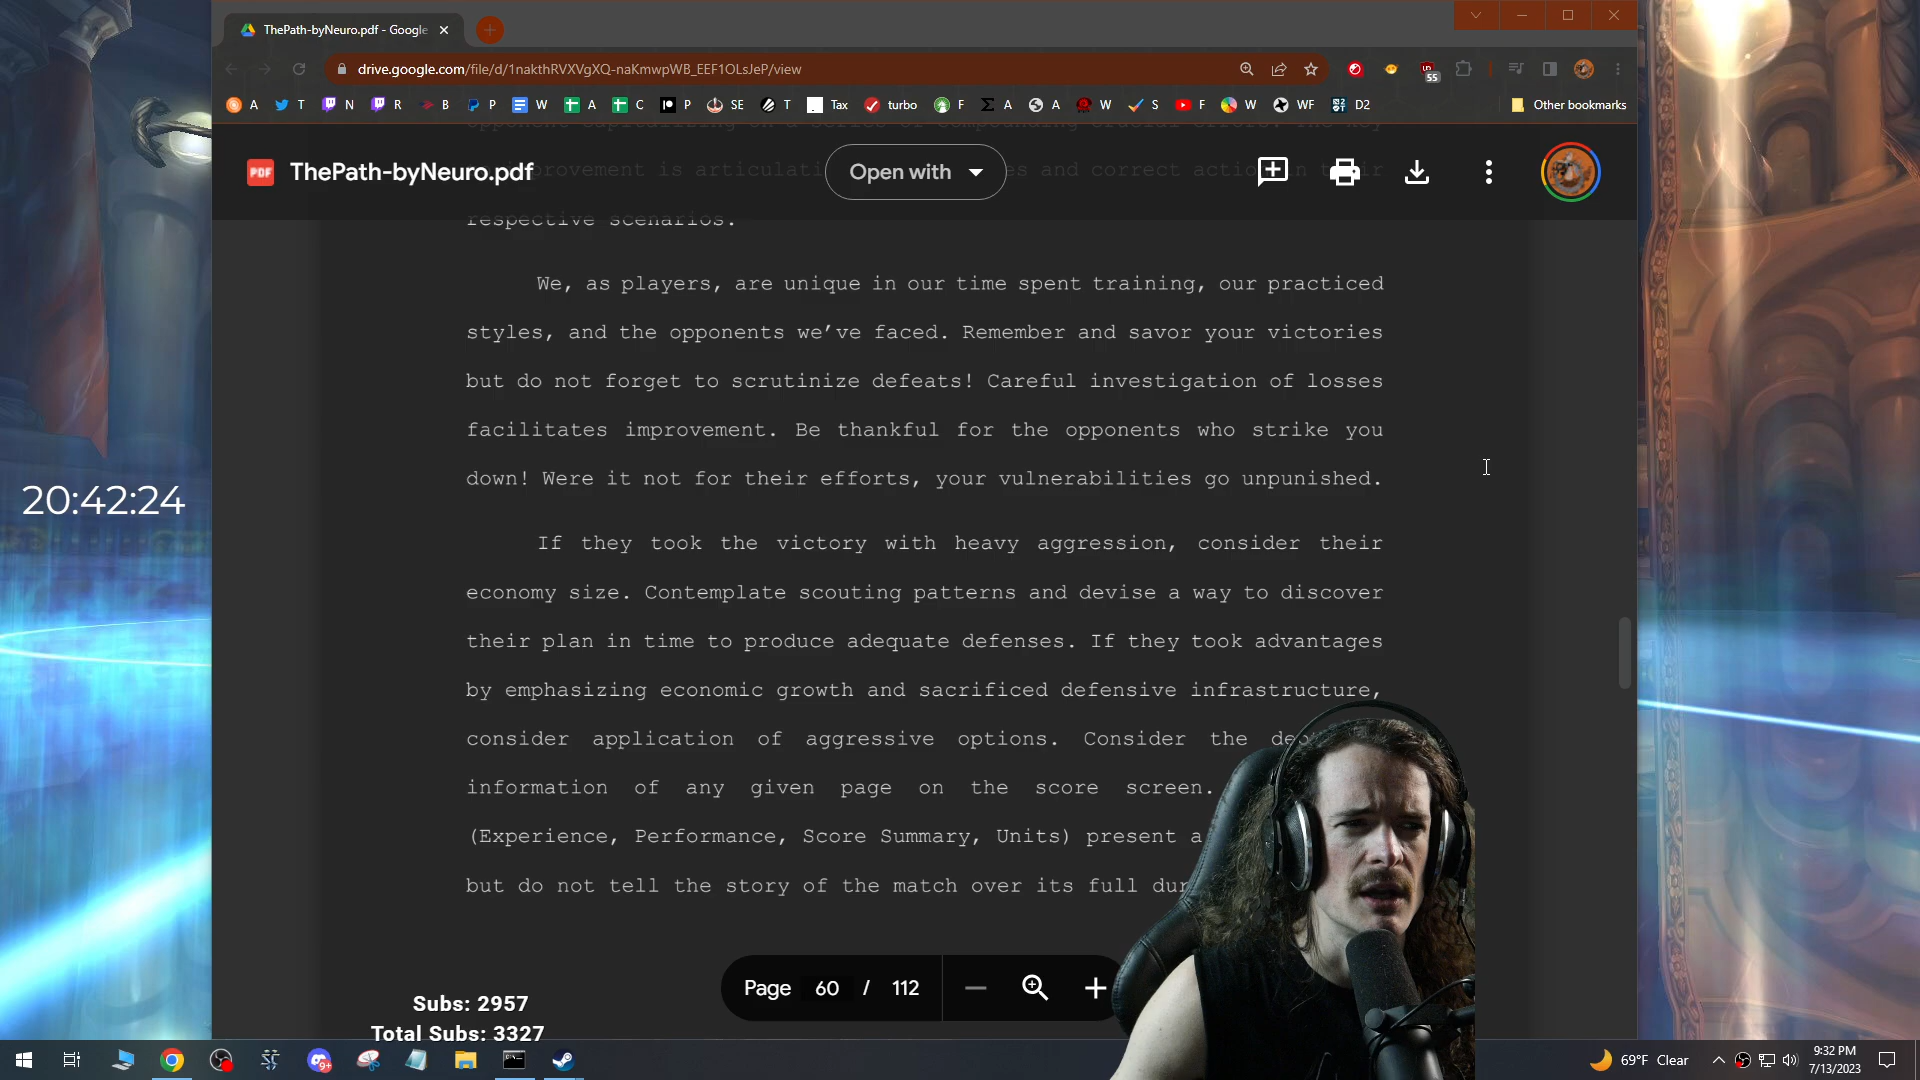 ThePath-byNeuro.pdf - Google
drive.google.com/file/d/1nakthRVXVgXQ-naKmwpWB_EEF1OLsJeP/view
55
A T N R B P W A C P SE T Tax turbo F A A W S F W WF D2 Other bookmarks
ThePath-byNeuro.pdf
Open with
respective scenarios.
We, as players, are unique in our time spent training, our practiced
styles, and the opponents we’ve faced. Remember and savor your victories
but do not forget to scrutinize defeats! Careful investigation of losses
facilitates improvement. Be thankful for the opponents who strike you
down! Were it not for their efforts, your vulnerabilities go unpunished.
If they took the victory with heavy aggression, consider their
economy size. Contemplate scouting patterns and devise a way to discover
their plan in time to produce adequate defenses. If they took advantages
by emphasizing economic growth and sacrificed defensive infrastructure,
consider application of aggressive options. Consider the
information of any given page on the score screen.
(Experience, Performance, Score Summary, Units) present a
but do not tell the story of the match over its full
20:42:24
Page 60 / 112
Subs: 2957
Total Subs: 3327
69°F Clear
9:32 PM
7/13/2023